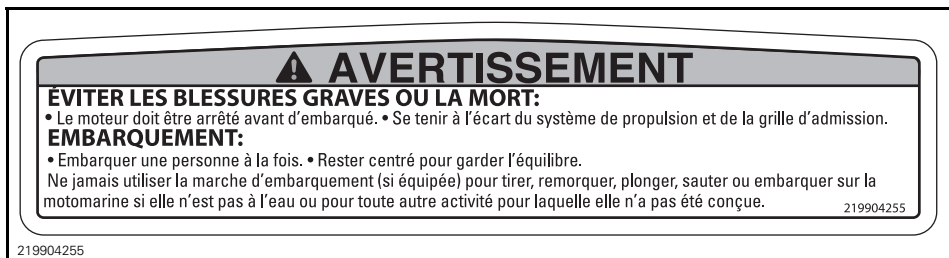 AVERTISSEMENT
ÉVITER LES BLESSURES GRAVES OU LA MORT:
• Le moteur doit être arrêté avant d'embarqué. • Se tenir à l'écart du système de propulsion et de la grille d'admission.
EMBARQUEMENT:
• Embarquer une personne à la fois. • Rester centré pour garder l'équilibre.
Ne jamais utiliser la marche d'embarquement (si équipée) pour tirer, remorquer, plonger, sauter ou embarquer sur la
motomarine si elle n'est pas à l'eau ou pour toute autre activité pour laquelle elle n'a pas été conçue.
219904255
219904255